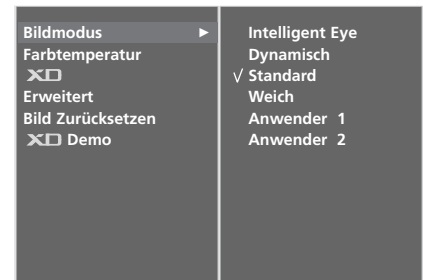 Bildmodus ►
Farbtemperatur
XD
Erweitert
Bild Zurücksetzen
XD Demo
Intelligent Eye
Dynamisch
√ Standard
Weich
Anwender 1
Anwender 2